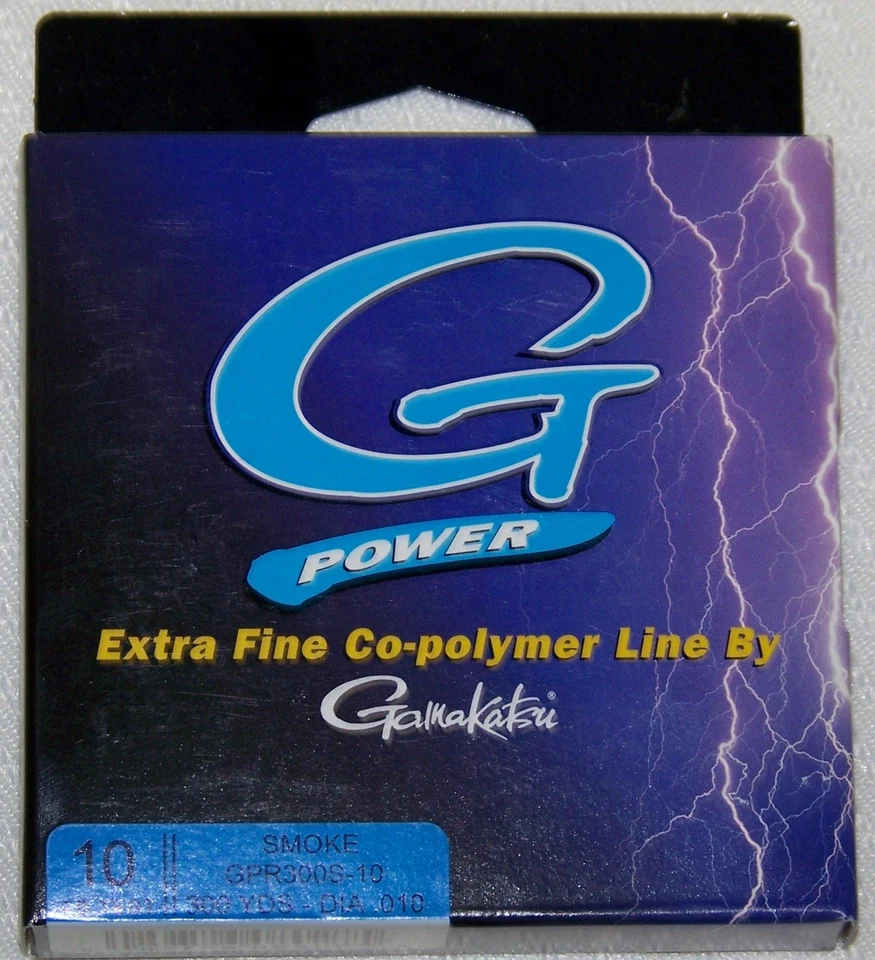 G
POWER
Extra Fine Co-polymer Line By
Gamakatsu®
10
SMOKE
GPR300S-10
300 YDS - DIA .010